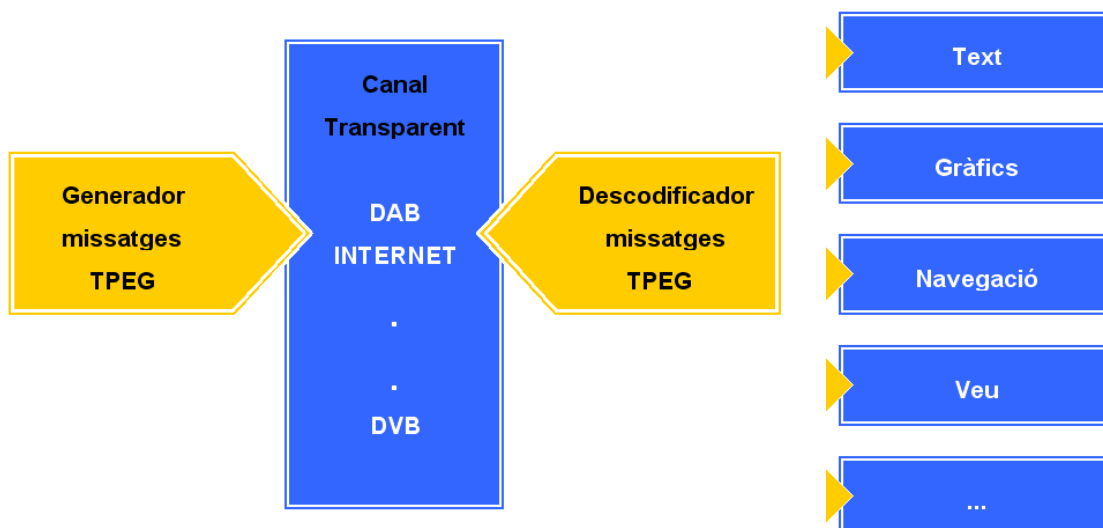 Generador
missatges
TPEG
Canal
Transparent
DAB
INTERNET
.
.
DVB
Descodificador
missatges
TPEG
Text
Gràfics
Navegació
Veu
...